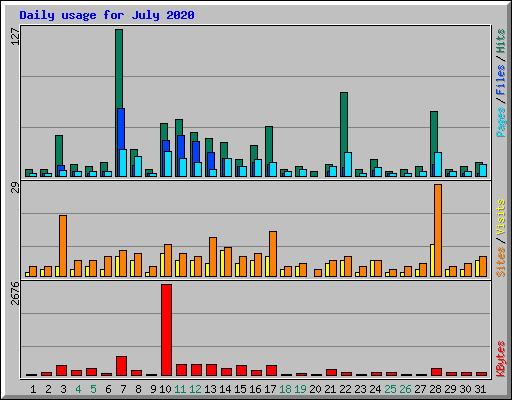 Daily usage for July 2020
127
Pages / Files / Hits
29
Sites / Visits
2676
KBytes
1 2 3 4 5 6 7 8 9 10 11 12 13 14 15 16 17 18 19 20 21 22 23 24 25 26 27 28 29 30 31